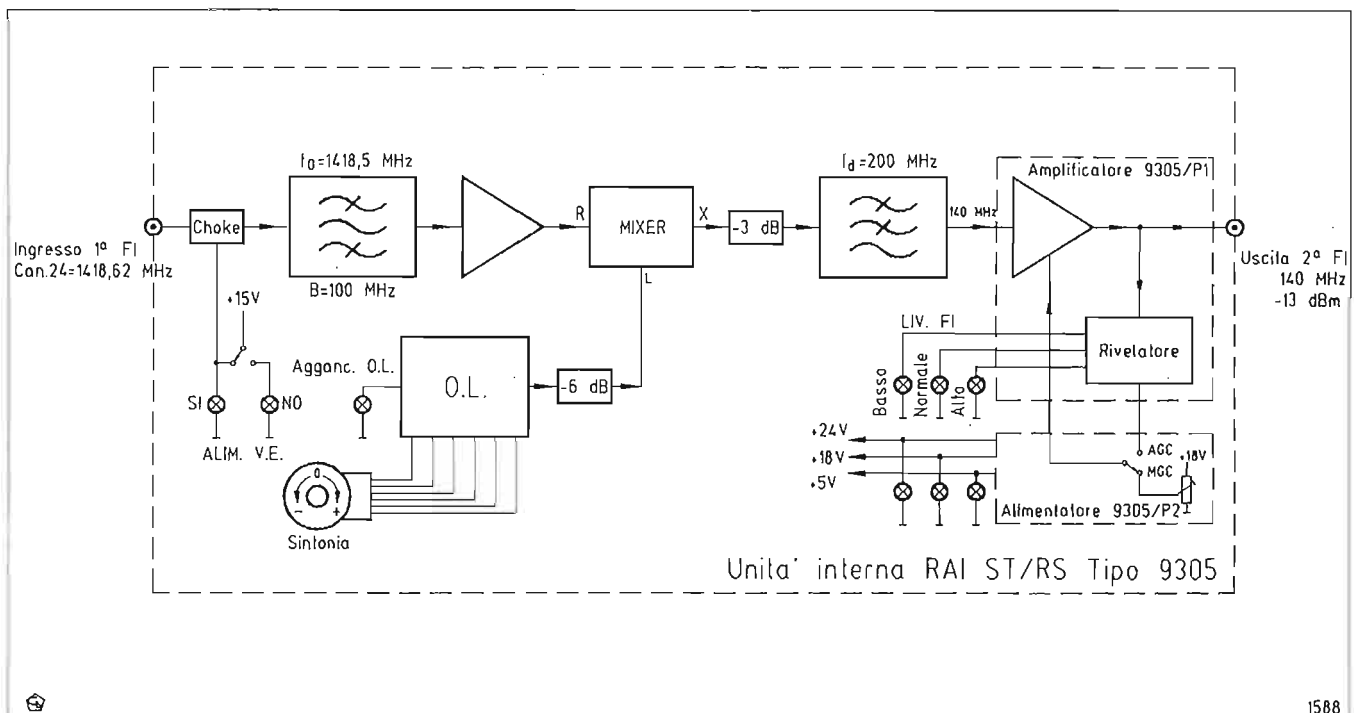 Ingresso 1ª FI
Can.24=1418,62 MHz
Choke
+15V
SI
NO
ALIM. V.E.
f₀=1418,5 MHz
B=100 MHz
R
MIXER
X
L
-3 dB
Agganc. O.L.
O.L.
-6 dB
0
- +
Sintonia
fd=200 MHz
140 MHz
Amplificatore 9305/P1
Rivelatore
LIV. FI
Basso
Normale
Alto
+24V
+18V
+5V
AGC
MGC
+18V
Alimentatore 9305/P2
Uscita 2ª FI
140 MHz
-13 dBm
Unita' interna RAI ST/RS Tipo 9305
1588